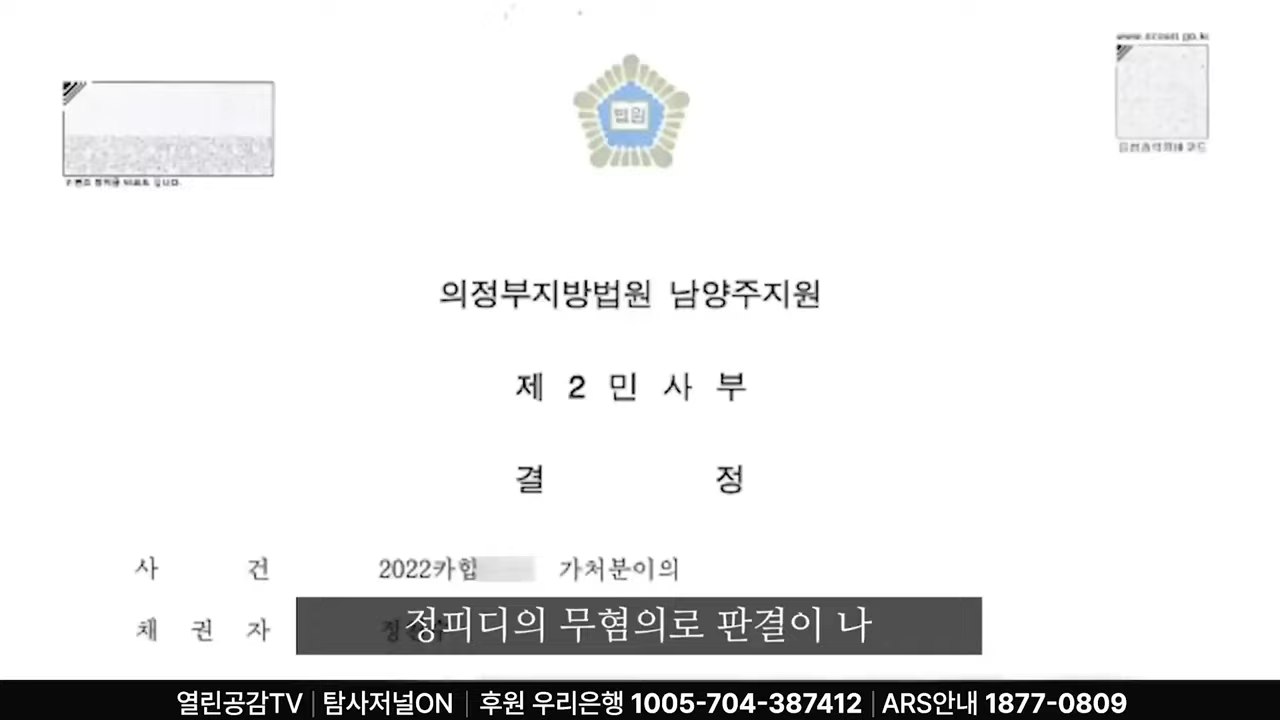 법원
의정부지방법원 남양주지원
제 2 민 사 부
결 정
사 건 2022카합 가처분이의
채 권 자
정피디의 무혐의로 판결이 나
열린공감TV | 탐사저널ON | 후원 우리은행 1005-704-387412 | ARS안내 1877-0809